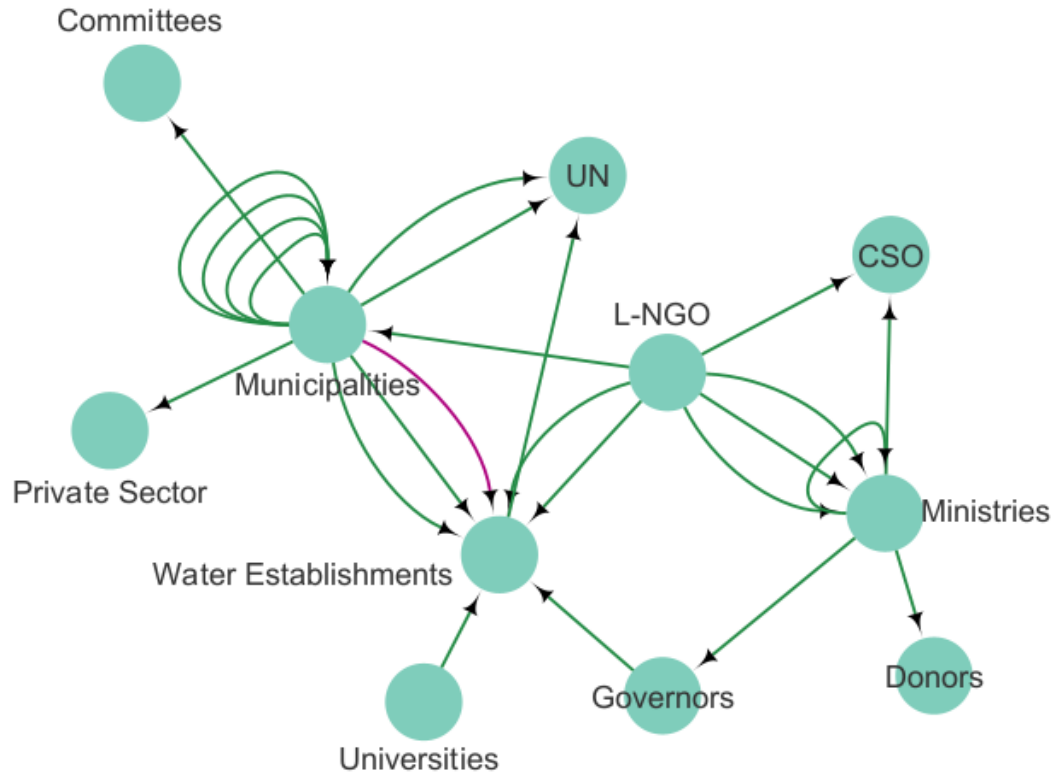 Committees
UN
CSO
L-NGO
Municipalities
Private Sector
Ministries
Water Establishments
Donors
Governors
Universities